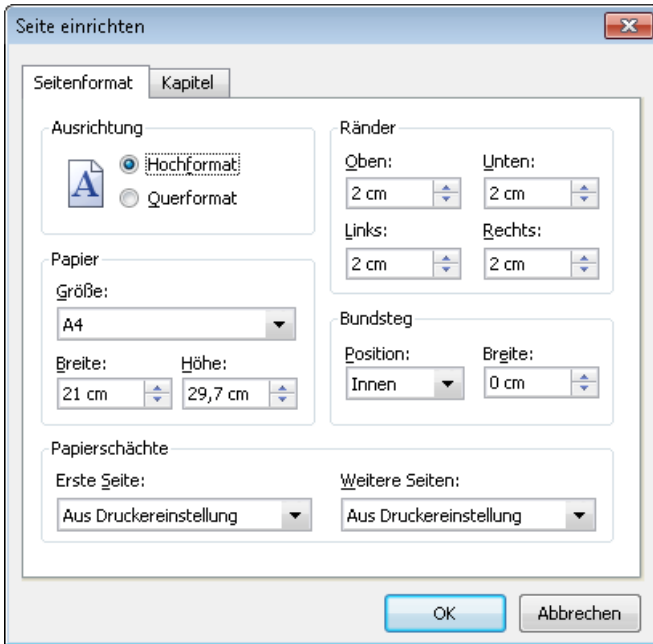 Seite einrichten
Seitenformat
Kapitel
Ausrichtung
A
Hochformat
Querformat
Papier
Größe:
A4
Breite:
Höhe:
21 cm
29,7 cm
Ränder
Oben:
Unten:
2 cm
2 cm
Links:
Rechts:
2 cm
2 cm
Bundsteg
Position:
Breite:
Innen
0 cm
Papierschächte
Erste Seite:
Weitere Seiten:
Aus Druckereinstellung
Aus Druckereinstellung
OK
Abbrechen